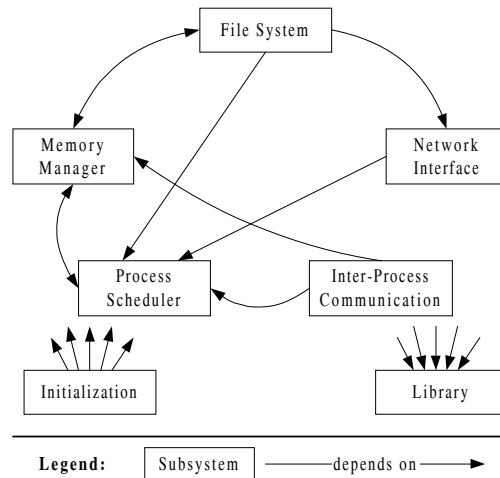 File System
Memory
Manager
Network
Interface
Process
Scheduler
Inter-Process
Communication
Initialization
Library
Legend:
Subsystem
depends on